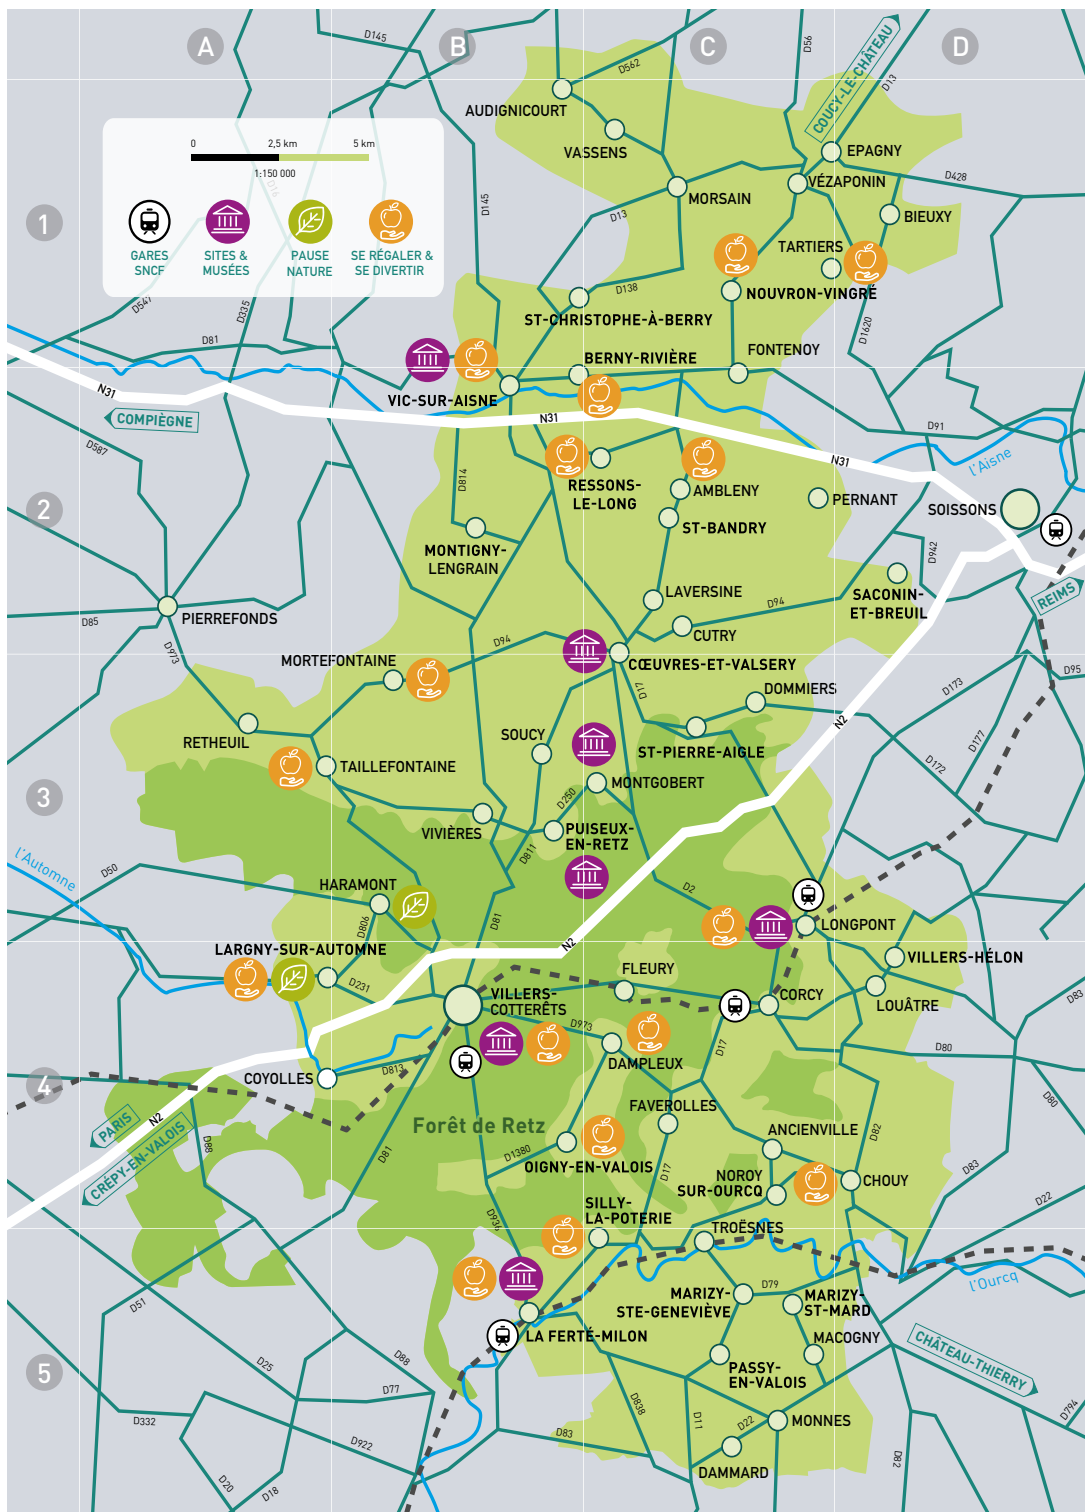 A
B
C
D
D145
D56
D562
D13
COUCY-LE-CHÂTEAU
AUDIGNICOURT
VASSENS
EPAGNY
0
2,5 km
5 km
1:150 000
D16
D145
MORSAIN
VÉZAPONIN
D428
D13
BIEUXY
1
TARTIERS
GARES
SNCF
SITES &
MUSÉES
PAUSE
NATURE
SE RÉGALER &
SE DIVERTIR
D547
D335
D138
NOUVRON-VINGRÉ
ST-CHRISTOPHE-À-BERRY
D1620
D81
BERNY-RIVIÈRE
FONTENOY
N31
VIC-SUR-AISNE
COMPIÈGNE
N31
D91
D587
N31
l'Aisne
D814
RESSONS-
LE-LONG
AMBLENY
PERNANT
2
SOISSONS
ST-BANDRY
MONTIGNY-
LENGRAIN
D942
SACONIN-
ET-BREUIL
REIMS
LAVERSINE
D94
PIERREFONDS
D85
CUTRY
D973
D94
MORTEFONTAINE
CŒUVRES-ET-VALSERY
D95
D17
DOMMIERS
D173
N2
RETHEUIL
SOUCY
ST-PIERRE-AIGLE
D177
D172
TAILLEFONTAINE
MONTGOBERT
3
D250
VIVIÈRES
PUISEUX-
EN-RETZ
D811
l'Automne
D50
HARAMONT
D2
D806
D81
LONGPONT
N2
LARGNY-SUR-AUTOMNE
VILLERS-HÉLON
FLEURY
D231
VILLERS-
COTTERÊTS
CORCY
LOUÂTRE
D83
D973
D17
D80
DAMPLEUX
COYOLLES
D813
4
D80
FAVEROLLES
N2
PARIS
Forêt de Retz
ANCIENVILLE
D82
D88
D81
D1380
CRÉPY-EN-VALOIS
OIGNY-EN-VALOIS
D17
NOROY
SUR-OURCQ
CHOUY
D83
D22
SILLY-
LA-POTERIE
D936
TROËSNES
l'Ourcq
D79
MARIZY-
STE-GENEVIÈVE
MARIZY-
ST-MARD
D51
LA FERTÉ-MILON
MACOGNY
CHÂTEAU-THIERRY
D25
D88
5
PASSY-
EN-VALOIS
D77
D838
D332
D11
D22
MONNES
D794
D922
D83
D82
DAMMARD
D20
D18